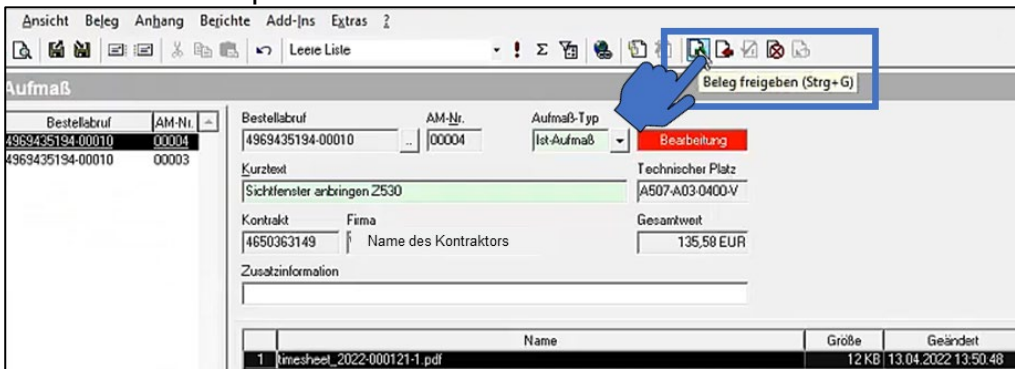 Ansicht Beleg Anhang Berichte Add-Ins Extras ?
Leere Liste
Beleg freigeben (Strg+G)
Aufmaß
Bestellabruf AM-Nr.
4969435194-00010 00004
4969435194-00010 00003
Bestellabruf AM-Nr. Aufmaß-Typ
4969435194-00010 .. 00004 Ist-Aufmaß Bearbeitung
Kurztext Technischer Platz
Sichtfenster anbringen Z530 A507-A03-0400-V
Kontrakt Firma Gesamtwert
4650363149 Name des Kontraktors 135,58 EUR
Zusatzinformation
Name Größe Geändert
1 timesheet_2022-000121-1.pdf 12 KB 13.04.2022 13:50:48